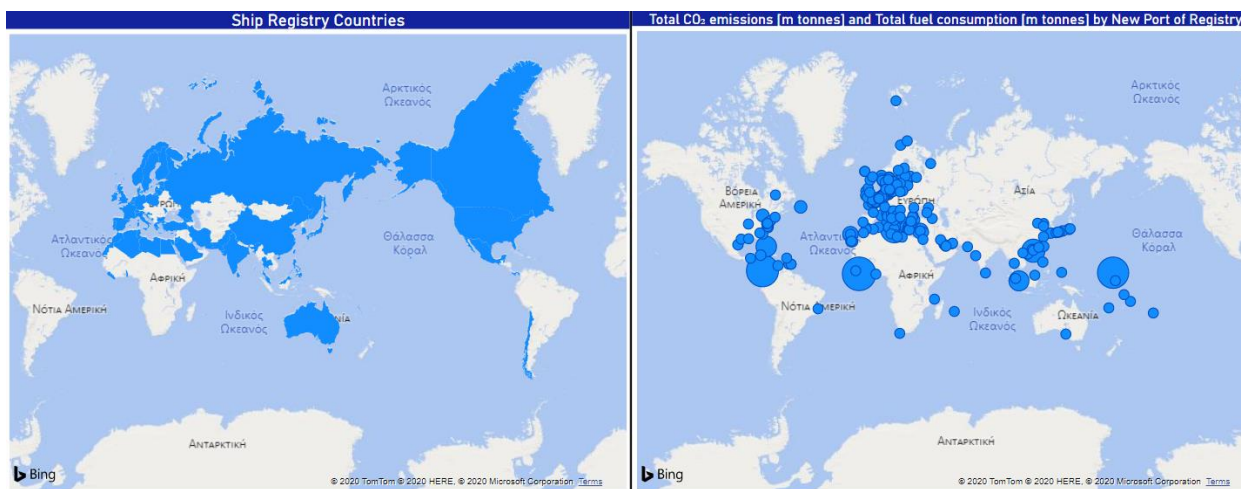 Ship Registry Countries
Αρκτικός
Ωκεανός
Ατλαντικός
Ωκεανός
Θάλασσα
Κοράλ
Αφρική
Νότια Αμερική
Ινδικός
Ωκεανός
Ανταρκτική
Bing
© 2020 TomTom © 2020 HERE, © 2020 Microsoft Corporation Terms
Total CO₂ emissions [m tonnes] and Total fuel consumption [m tonnes] by New Port of Registry
Αρκτικός
Ωκεανός
Βόρεια
Αμερική
Ευρώπη
Ασία
Θάλασσα
Κοράλ
Αφρική
Νότια Αμερική
Ινδικός
Ωκεανός
Ωκεανία
Ανταρκτική
Bing
© 2020 TomTom © 2020 HERE, © 2020 Microsoft Corporation Terms